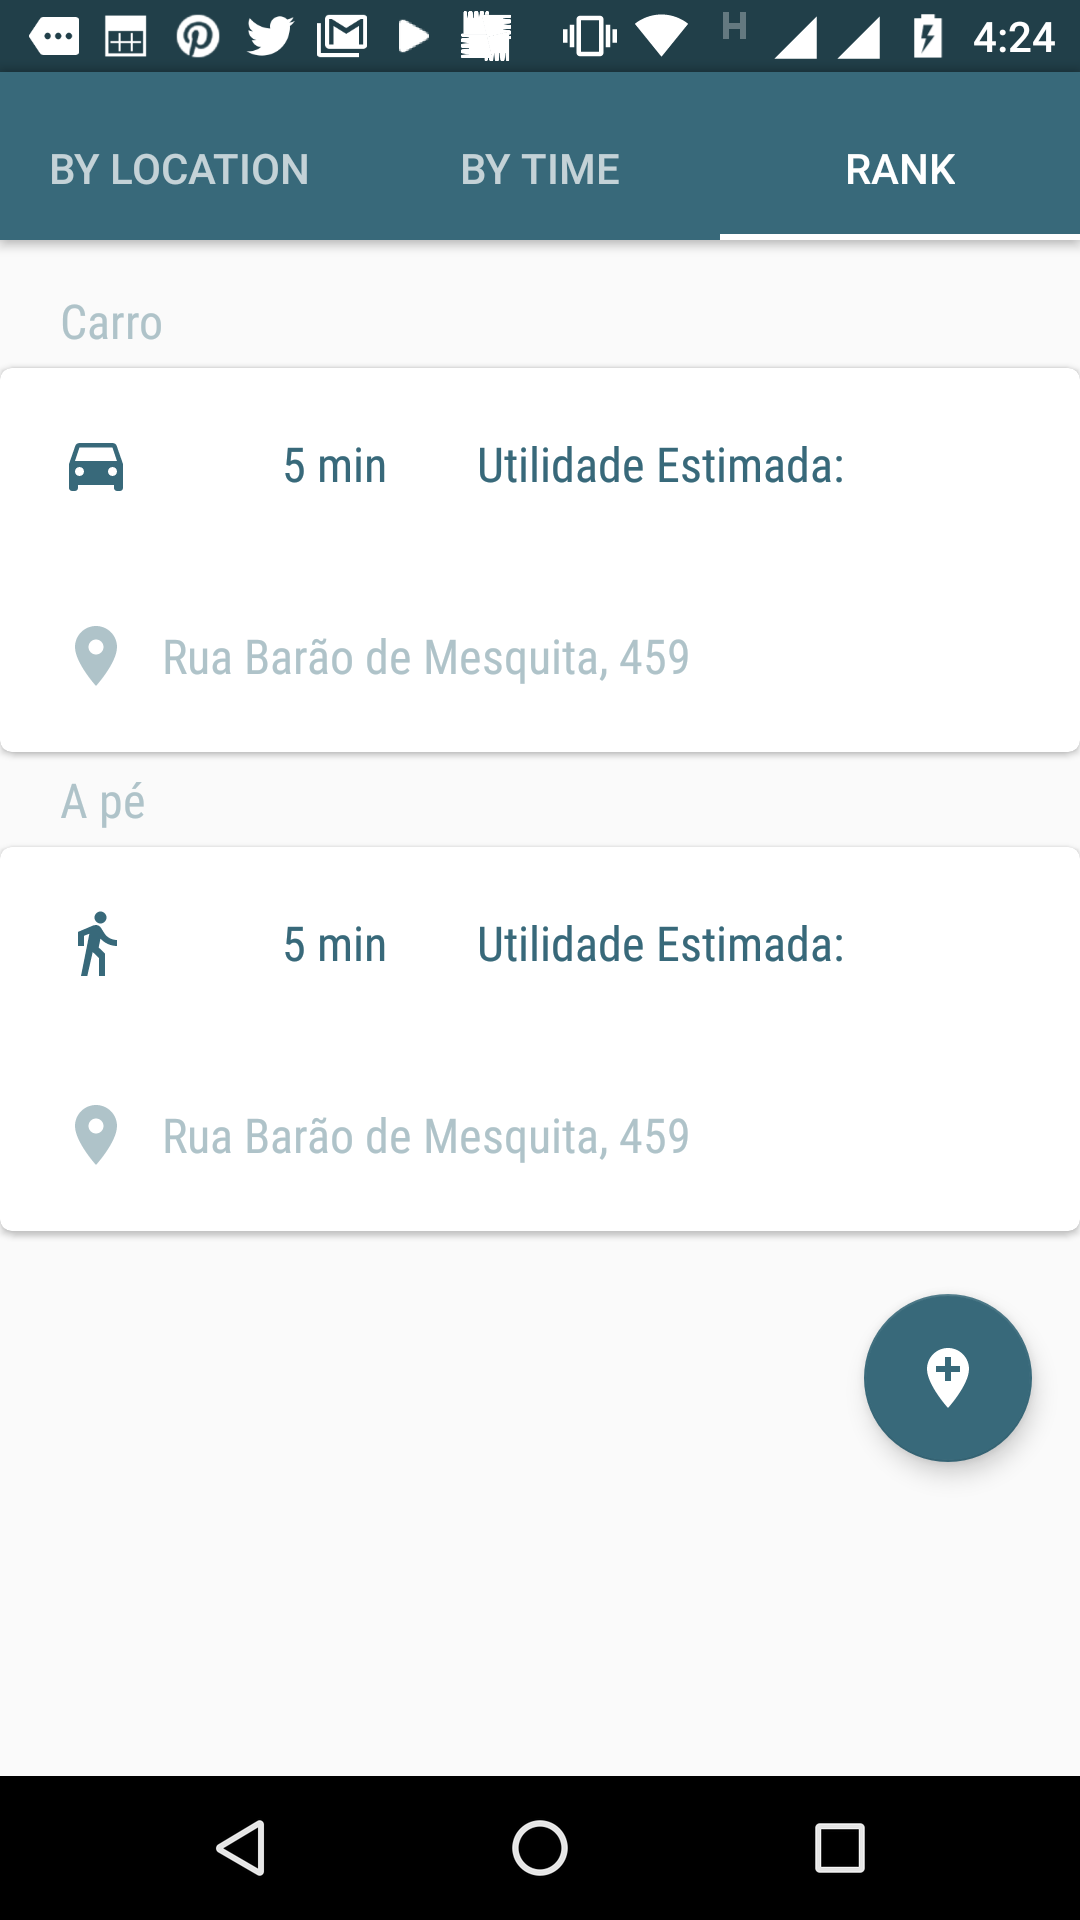 H 4:24
BY LOCATION BY TIME RANK
Carro
5 min Utilidade Estimada:
Rua Barão de Mesquita, 459
A pé
5 min Utilidade Estimada:
Rua Barão de Mesquita, 459